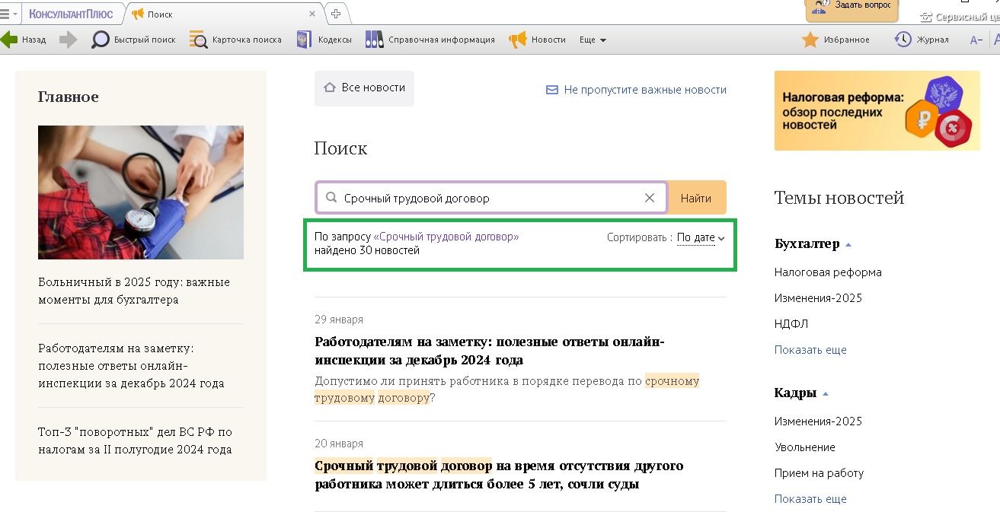 КонсультантПлюс
Поиск
Задать вопрос
Сервисный
Назад
Быстрый поиск
Карточка поиска
Кодексы
Справочная информация
Новости
Еще
Избранное
Журнал
А−
Главное
Больничный в 2025 году: важные
моменты для бухгалтера
Работодателям на заметку:
полезные ответы онлайн-
инспекции за декабрь 2024 года
Топ-3 "поворотных" дел ВС РФ по
налогам за II полугодие 2024 года
Все новости
Не пропустите важные новости
Поиск
Срочный трудовой договор
Найти
По запросу «Срочный трудовой договор»
найдено 30 новостей
Сортировать : По дате
29 января
Работодателям на заметку: полезные ответы онлайн-
инспекции за декабрь 2024 года
Допустимо ли принять работника в порядке перевода по срочному
трудовому договору?
20 января
Срочный трудовой договор на время отсутствия другого
работника может длиться более 5 лет, сочли суды
Налоговая реформа:
обзор последних
новостей
Темы новостей
Бухгалтер
Налоговая реформа
Изменения-2025
НДФЛ
Показать еще
Кадры
Изменения-2025
Увольнение
Прием на работу
Показать еще